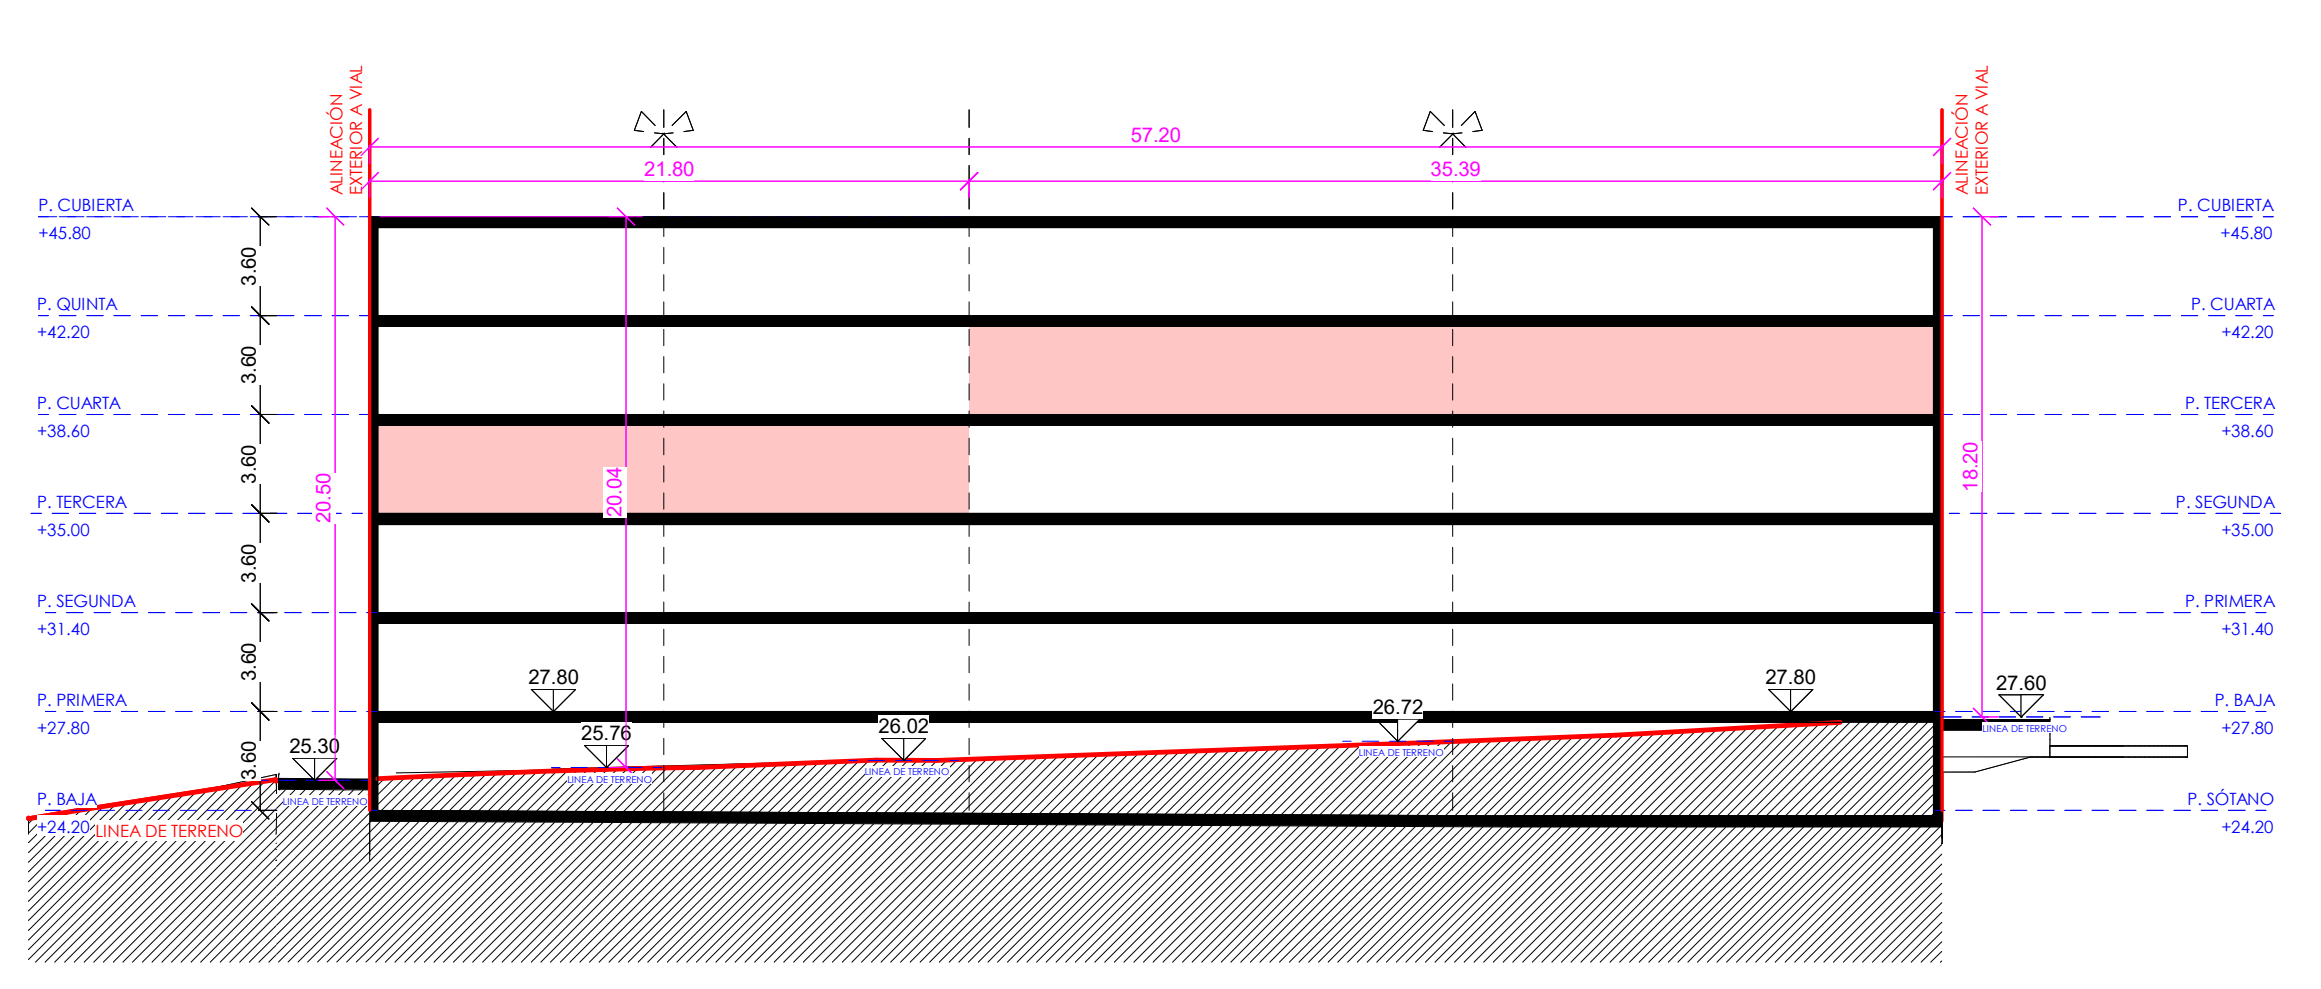 ALINEACIÓN
EXTERIOR A VIAL
ALINEACIÓN
EXTERIOR A VIAL
57.20
21.80
35.39
P. CUBIERTA
+45.80
P. QUINTA
+42.20
P. CUARTA
+38.60
P. TERCERA
+35.00
P. SEGUNDA
+31.40
P. PRIMERA
+27.80
P. BAJA
+24.20
LINEA DE TERRENO
3.60
3.60
3.60
3.60
3.60
3.60
20.50
20.04
18.20
27.80
25.30
LINEA DE TERRENO
25.76
LINEA DE TERRENO
26.02
LINEA DE TERRENO
26.72
LINEA DE TERRENO
27.80
27.60
LINEA DE TERRENO
P. CUBIERTA
+45.80
P. CUARTA
+42.20
P. TERCERA
+38.60
P. SEGUNDA
+35.00
P. PRIMERA
+31.40
P. BAJA
+27.80
P. SÓTANO
+24.20